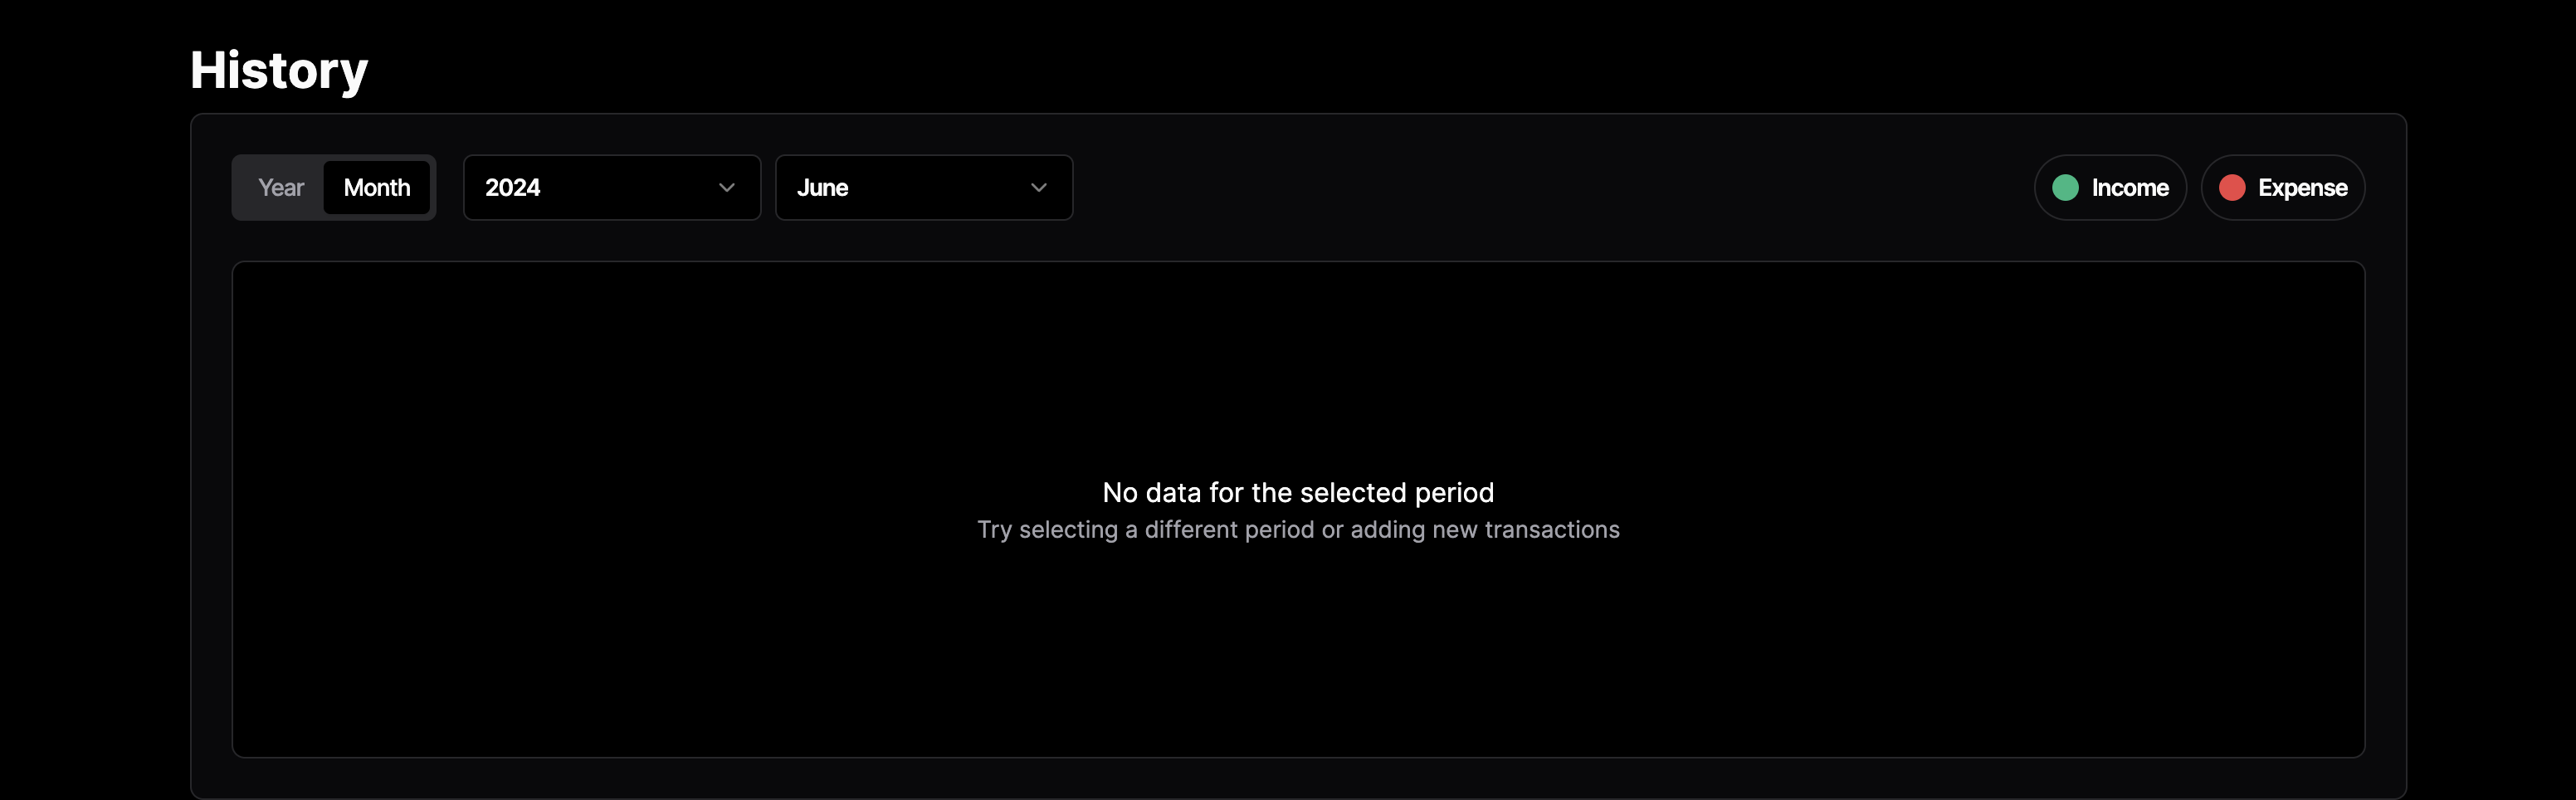 History
Year Month 2024 June Income Expense
No data for the selected period
Try selecting a different period or adding new transactions